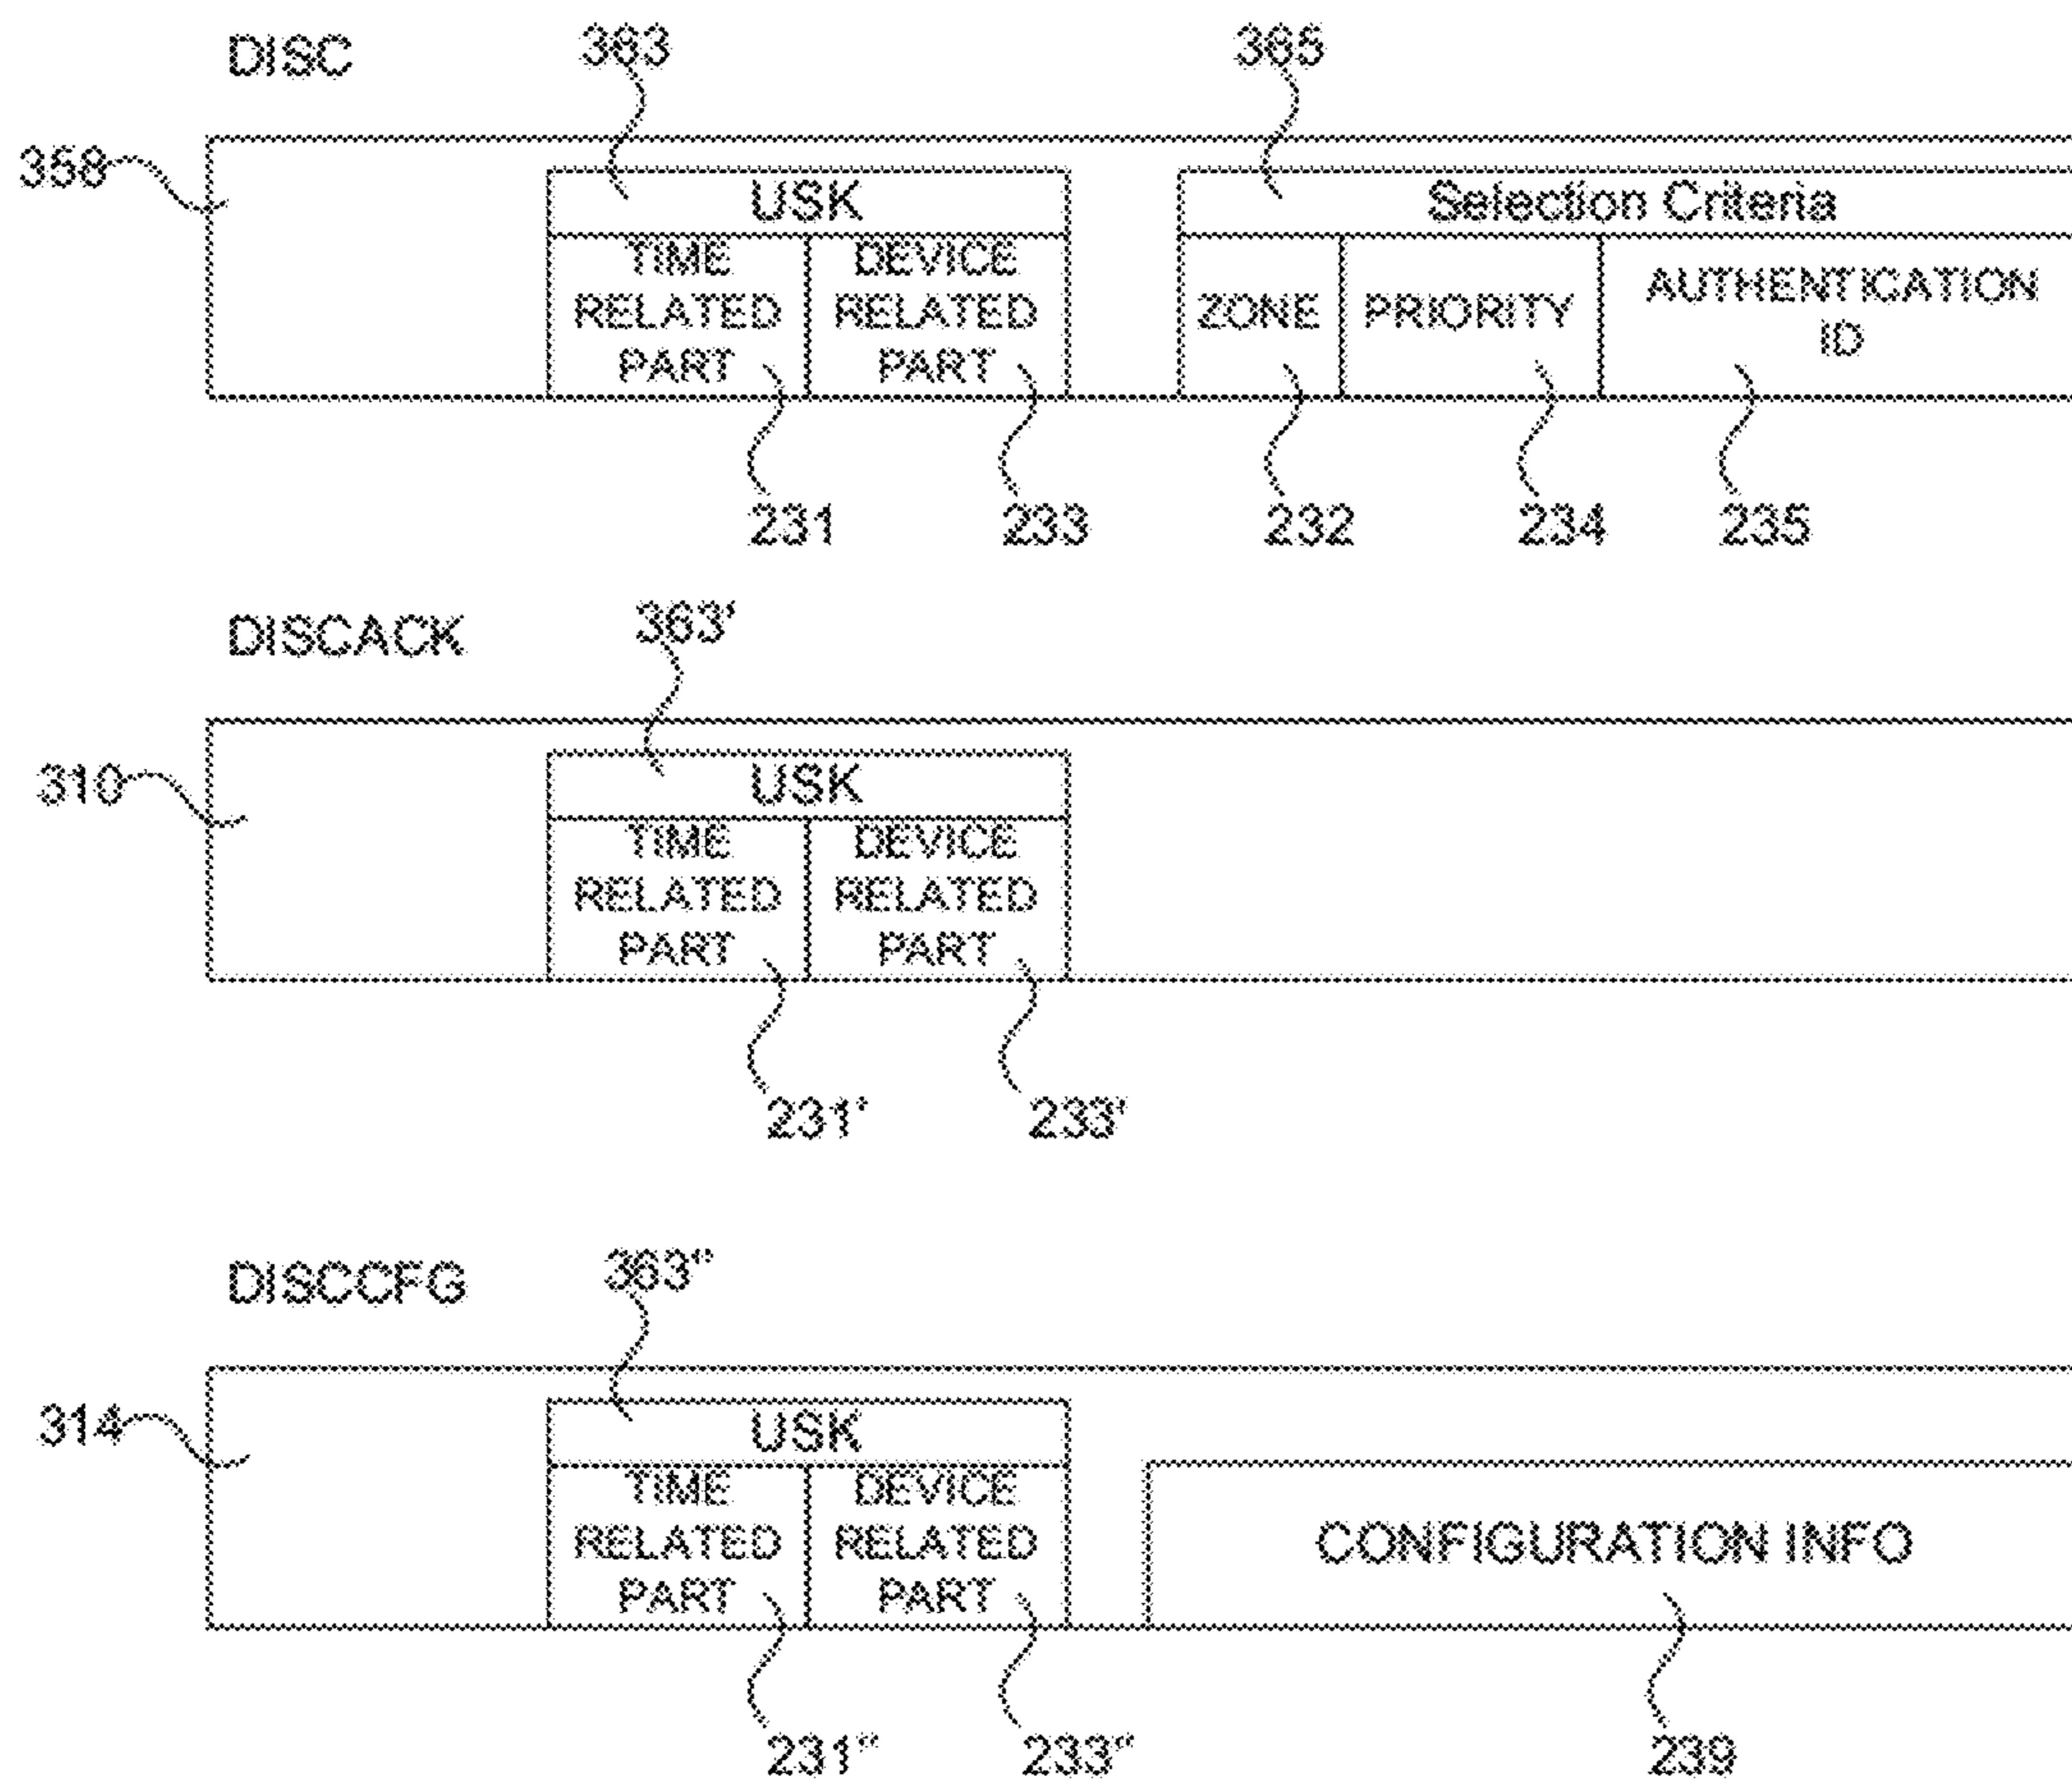 DISC
363
365
358
USK
Selection Criteria
TIME RELATED PART
DEVICE RELATED PART
ZONE
PRIORITY
AUTHENTICATION ID
231
233
232
234
235
DISCACK
363'
310
USK
TIME RELATED PART
DEVICE RELATED PART
231'
233'
DISCCFG
363"
314
USK
TIME RELATED PART
DEVICE RELATED PART
CONFIGURATION INFO
231"
233"
239